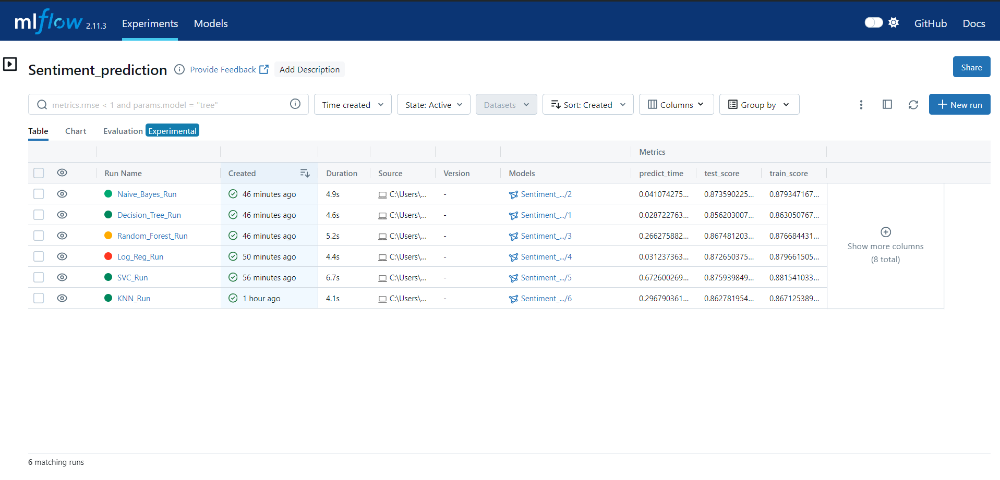 mlflow 2.11.3 Experiments Models GitHub Docs
Sentiment_prediction Provide Feedback Add Description Share
metrics.rmse < 1 and params.model = "tree" Time created State: Active Datasets Sort: Created Columns Group by New run
Table Chart Evaluation Experimental
Metrics
Run Name Created Duration Source Version Models predict_time test_score train_score
Naive_Bayes_Run 46 minutes ago 4.9s C:\Users\... - Sentiment_.../2 0.041074275... 0.873590225... 0.879347167...
Decision_Tree_Run 46 minutes ago 4.6s C:\Users\... - Sentiment_.../1 0.028722763... 0.856203007... 0.863050767...
Random_Forest_Run 46 minutes ago 5.2s C:\Users\... - Sentiment_.../3 0.266275882... 0.867481203... 0.876684431...
Log_Reg_Run 50 minutes ago 4.4s C:\Users\... - Sentiment_.../4 0.031237363... 0.872650375... 0.879661505...
SVC_Run 56 minutes ago 6.7s C:\Users\... - Sentiment_.../5 0.672600269... 0.875939849... 0.881541033...
KNN_Run 1 hour ago 4.1s C:\Users\... - Sentiment_.../6 0.296790361... 0.862781954... 0.867125389...
Show more columns
(8 total)
6 matching runs